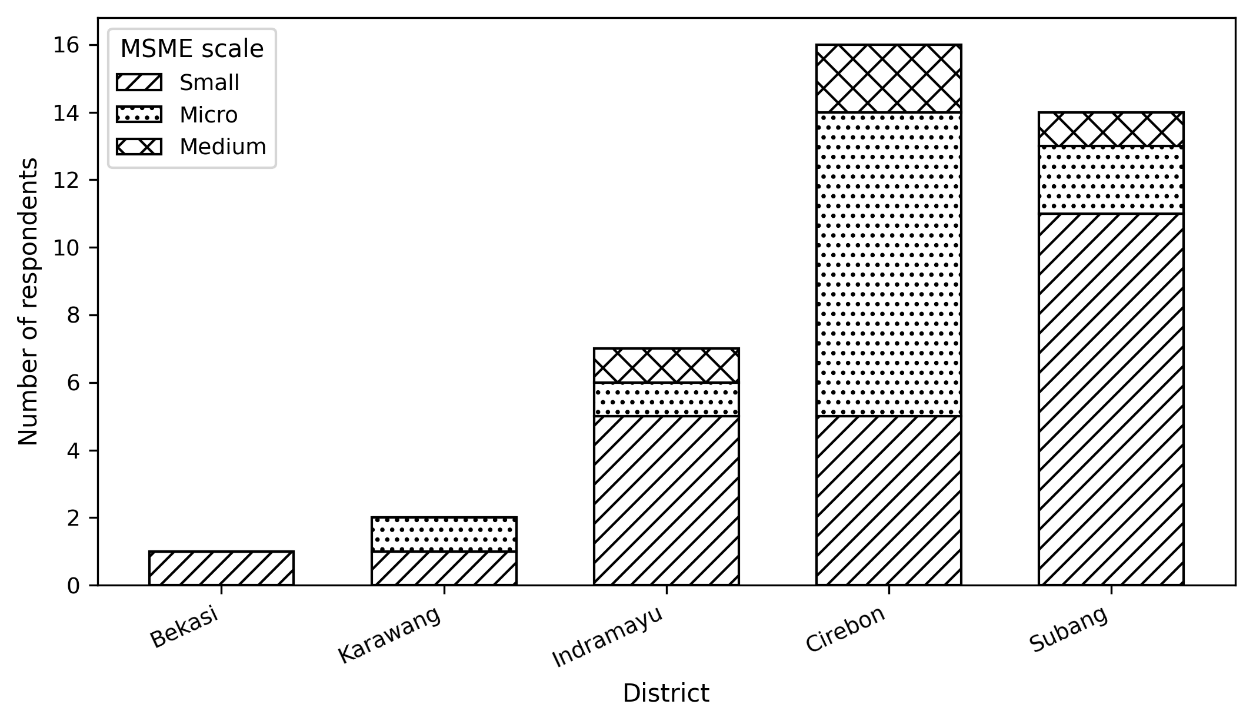 MSME scale
Small
Micro
Medium
Number of respondents
16
14
12
10
8
6
4
2
0
Bekasi
Karawang
Indramayu
Cirebon
Subang
District